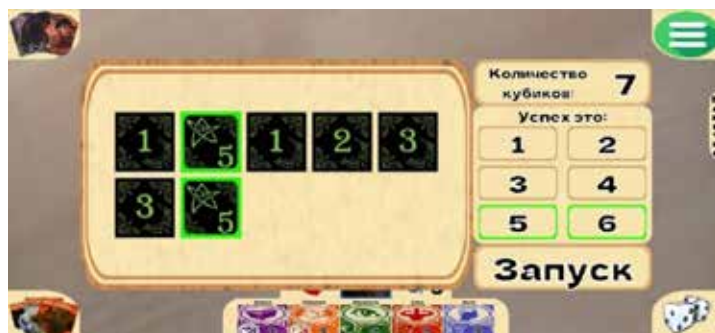 Количество
кубиков: 7
Успех это:
1 5 1 2 3
3 5
1 2
3 4
5 6
Запуск